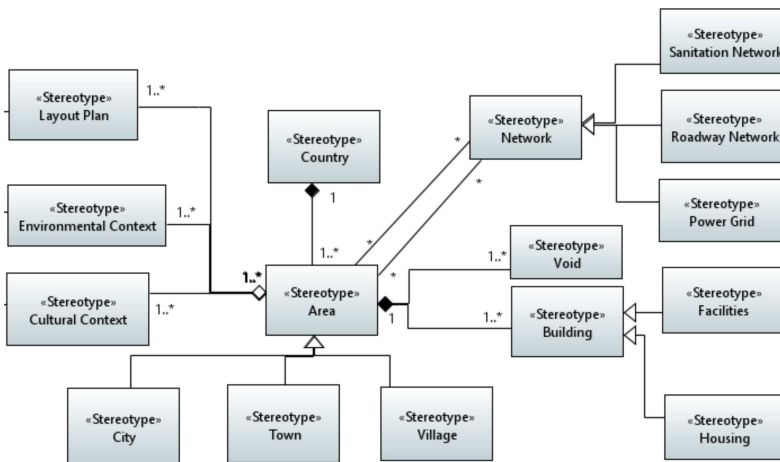 «Stereotype»
Sanitation Network
«Stereotype»
Layout Plan
1..*
«Stereotype»
Country
1
1..*
«Stereotype»
Network
*
*
*
*
«Stereotype»
Roadway Network
«Stereotype»
Power Grid
«Stereotype»
Environmental Context
1..*
«Stereotype»
Cultural Context
1..*
1..*
«Stereotype»
Area
1
1..*
«Stereotype»
Void
1..*
«Stereotype»
Building
«Stereotype»
Facilities
«Stereotype»
Housing
«Stereotype»
City
«Stereotype»
Town
«Stereotype»
Village